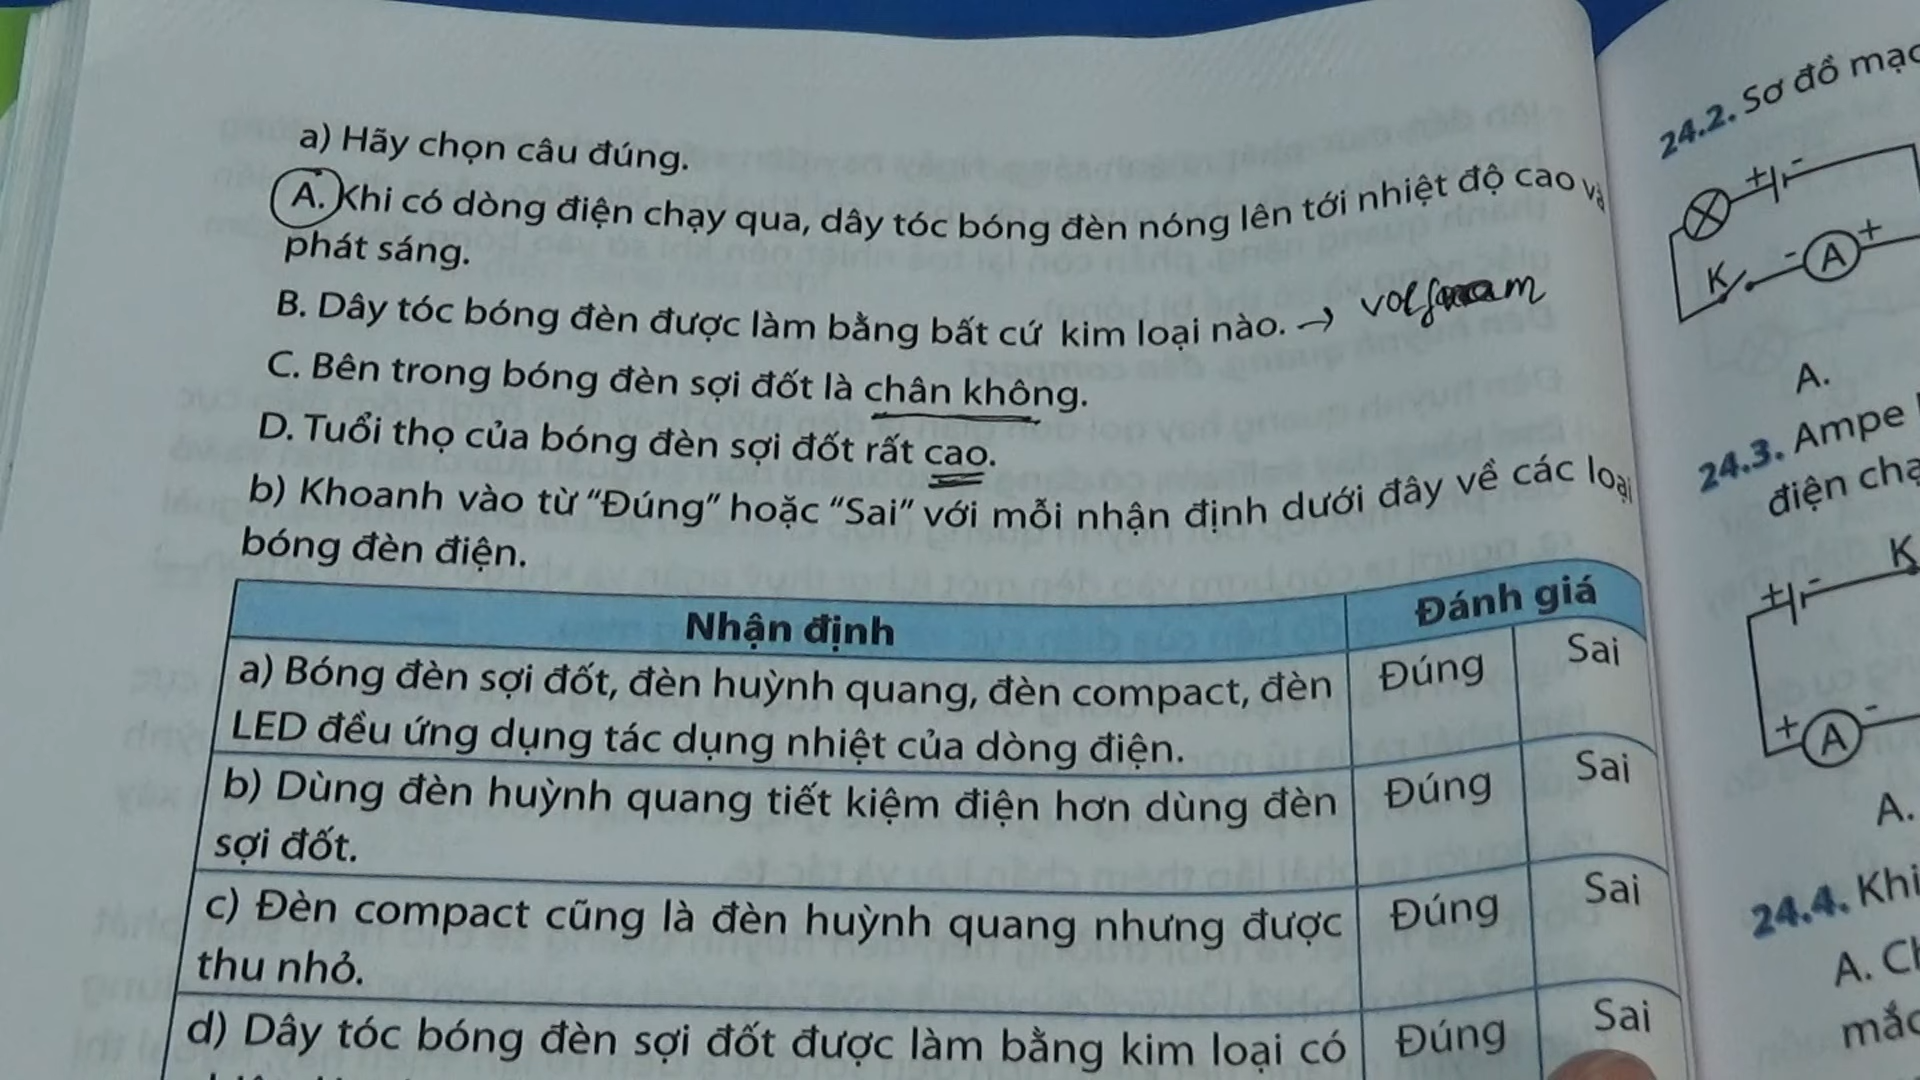 a) Hãy chọn câu đúng.
A. Khi có dòng điện chạy qua, dây tóc bóng đèn nóng lên tới nhiệt độ cao và
phát sáng.
B. Dây tóc bóng đèn được làm bằng bất cứ kim loại nào. →
C. Bên trong bóng đèn sợi đốt là chân không.
D. Tuổi thọ của bóng đèn sợi đốt rất cao.
b) Khoanh vào từ “Đúng” hoặc “Sai” với mỗi nhận định dưới đây về các loại
bóng đèn điện.
Nhận định Đánh giá
a) Bóng đèn sợi đốt, đèn huỳnh quang, đèn compact, đèn Đúng Sai
LED đều ứng dụng tác dụng nhiệt của dòng điện.
b) Dùng đèn huỳnh quang tiết kiệm điện hơn dùng đèn Đúng Sai
sợi đốt.
c) Đèn compact cũng là đèn huỳnh quang nhưng được Đúng Sai
thu nhỏ.
d) Dây tóc bóng đèn sợi đốt được làm bằng kim loại có Đúng Sai
24.2. Sơ đồ
+ -
K - A +
A.
24.3. Ampe
điện
+ - K
+ A -
A.
24.4. Khi
A.